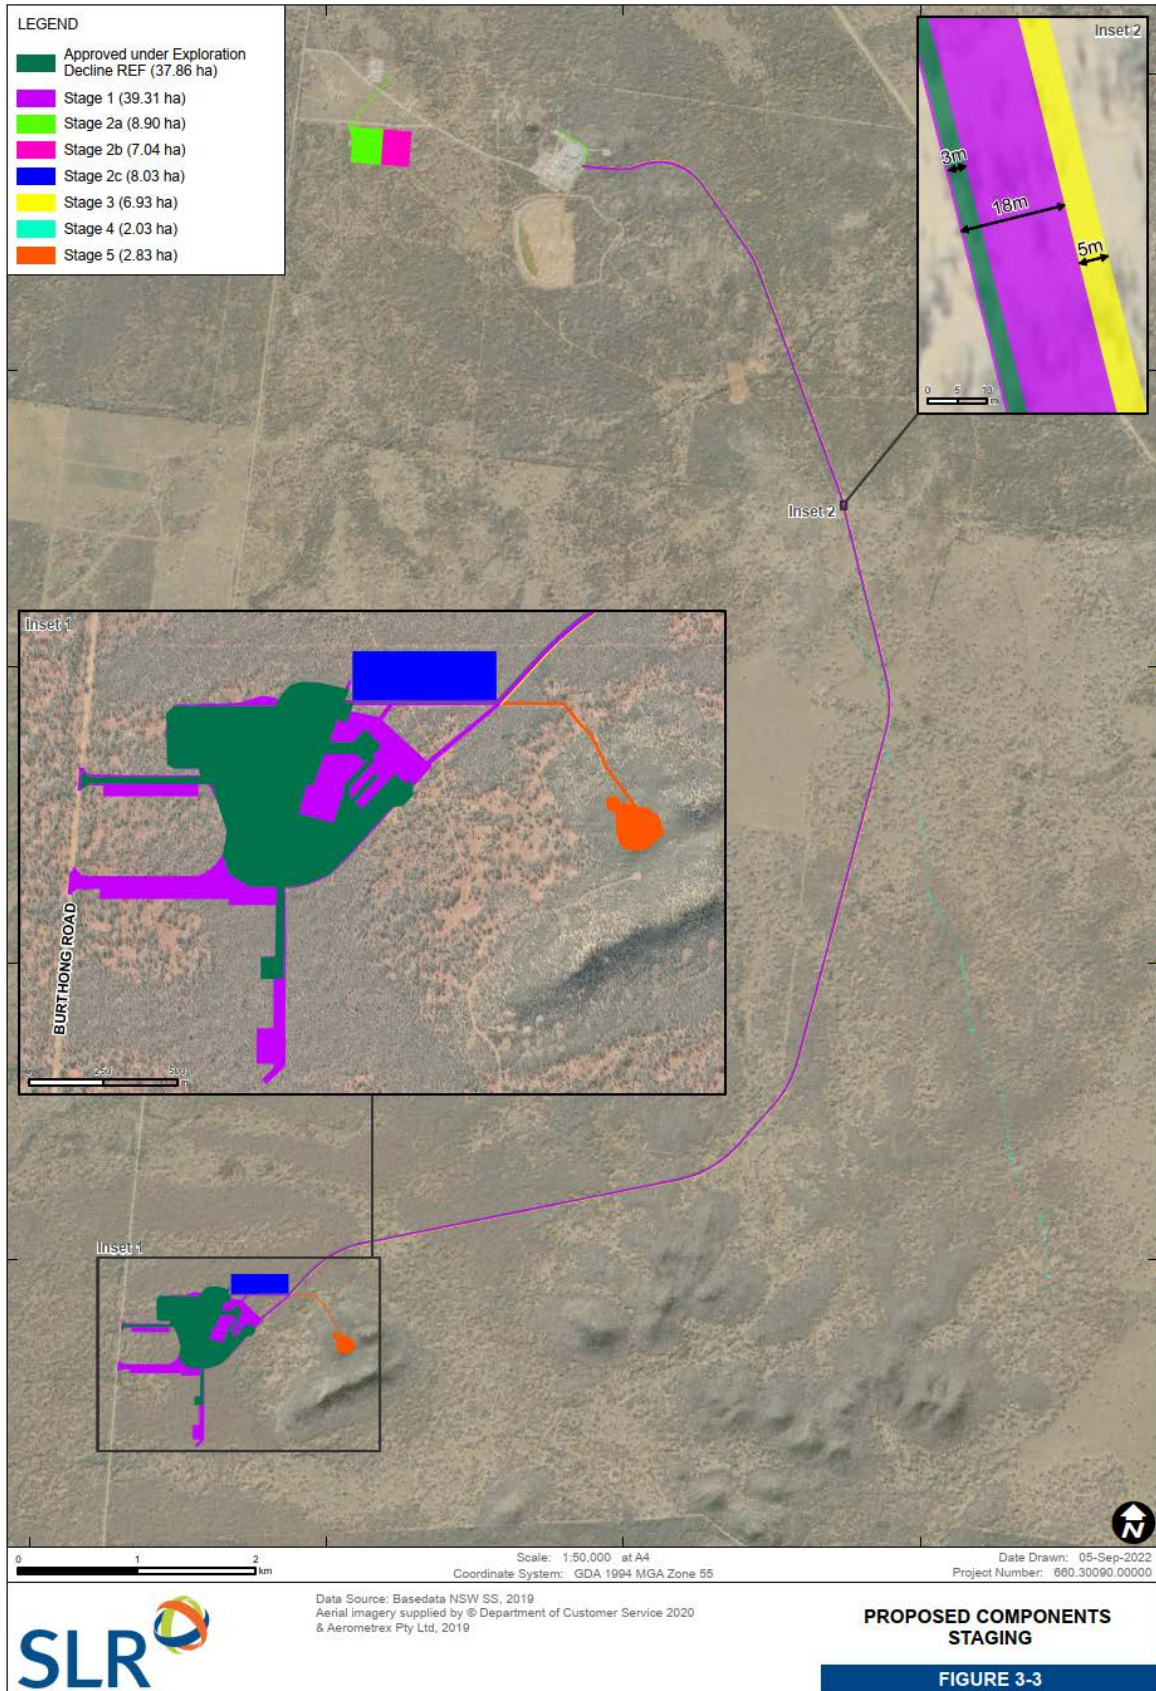 LEGEND
Approved under Exploration
Decline REF (37.86 ha)
Stage 1 (39.31 ha)
Stage 2a (8.90 ha)
Stage 2b (7.04 ha)
Stage 2c (8.03 ha)
Stage 3 (6.93 ha)
Stage 4 (2.03 ha)
Stage 5 (2.83 ha)
Inset 2
3m
18m
5m
0 5 10
m
Inset 2
Inset 1
BURTHONG ROAD
0 250 500
m
Inset 1
N
0 1 2
km
Scale: 1:50,000 at A4
Coordinate System: GDA 1994 MGA Zone 55
Date Drawn: 05-Sep-2022
Project Number: 660.30090.00000
SLR
Data Source: Basedata NSW SS, 2019
Aerial imagery supplied by © Department of Customer Service 2020
& Aerometrex Pty Ltd, 2019
PROPOSED COMPONENTS
STAGING
FIGURE 3-3